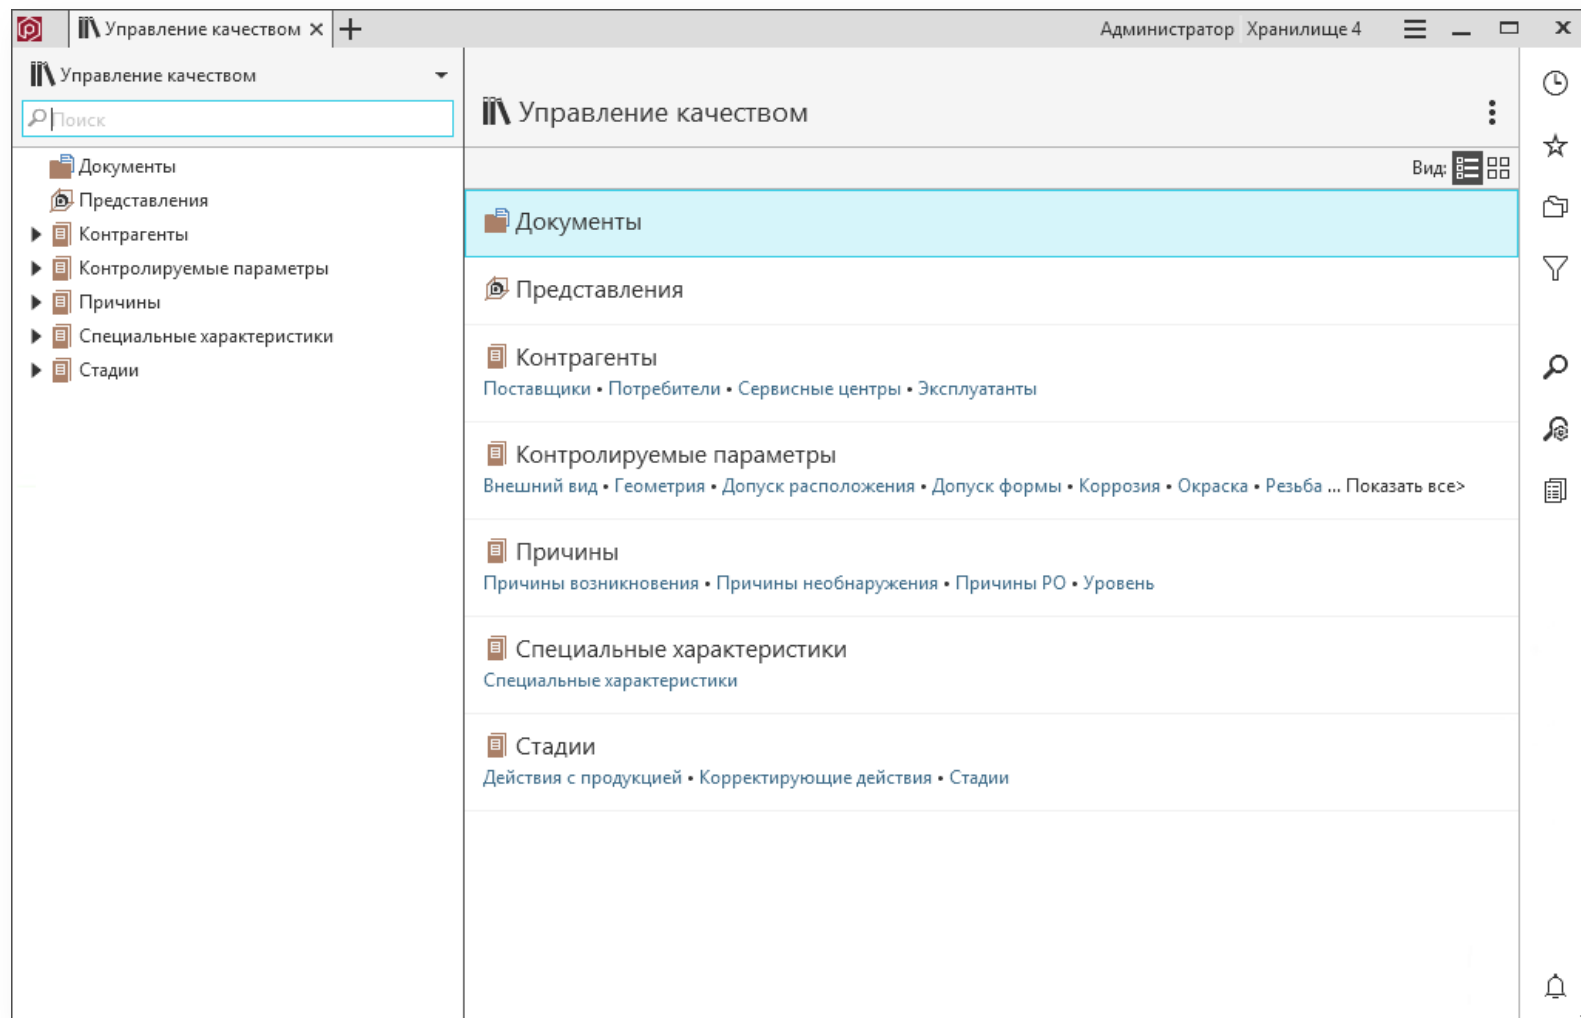 Управление качеством
Администратор Хранилище 4
Управление качеством
Поиск
Документы
Представления
Контрагенты
Контролируемые параметры
Причины
Специальные характеристики
Стадии
Управление качеством
Вид:
Документы
Представления
Контрагенты
Поставщики • Потребители • Сервисные центры • Эксплуатанты
Контролируемые параметры
Внешний вид • Геометрия • Допуск расположения • Допуск формы • Коррозия • Окраска • Резьба ... Показать все>
Причины
Причины возникновения • Причины необнаружения • Причины РО • Уровень
Специальные характеристики
Специальные характеристики
Стадии
Действия с продукцией • Корректирующие действия • Стадии